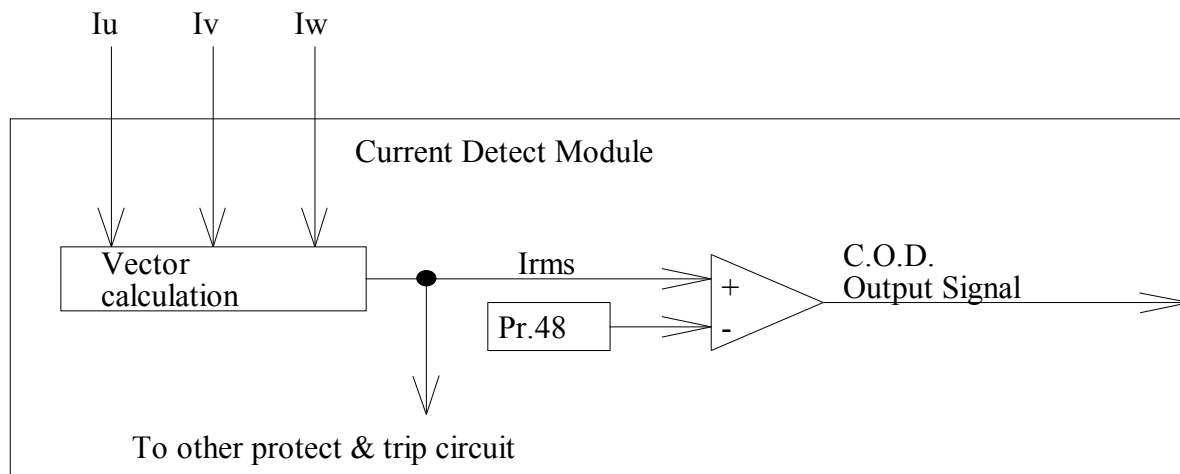 Iu Iv Iw
Current Detect Module
Vector
calculation
Irms
Pr.48
+
-
C.O.D.
Output Signal
To other protect & trip circuit